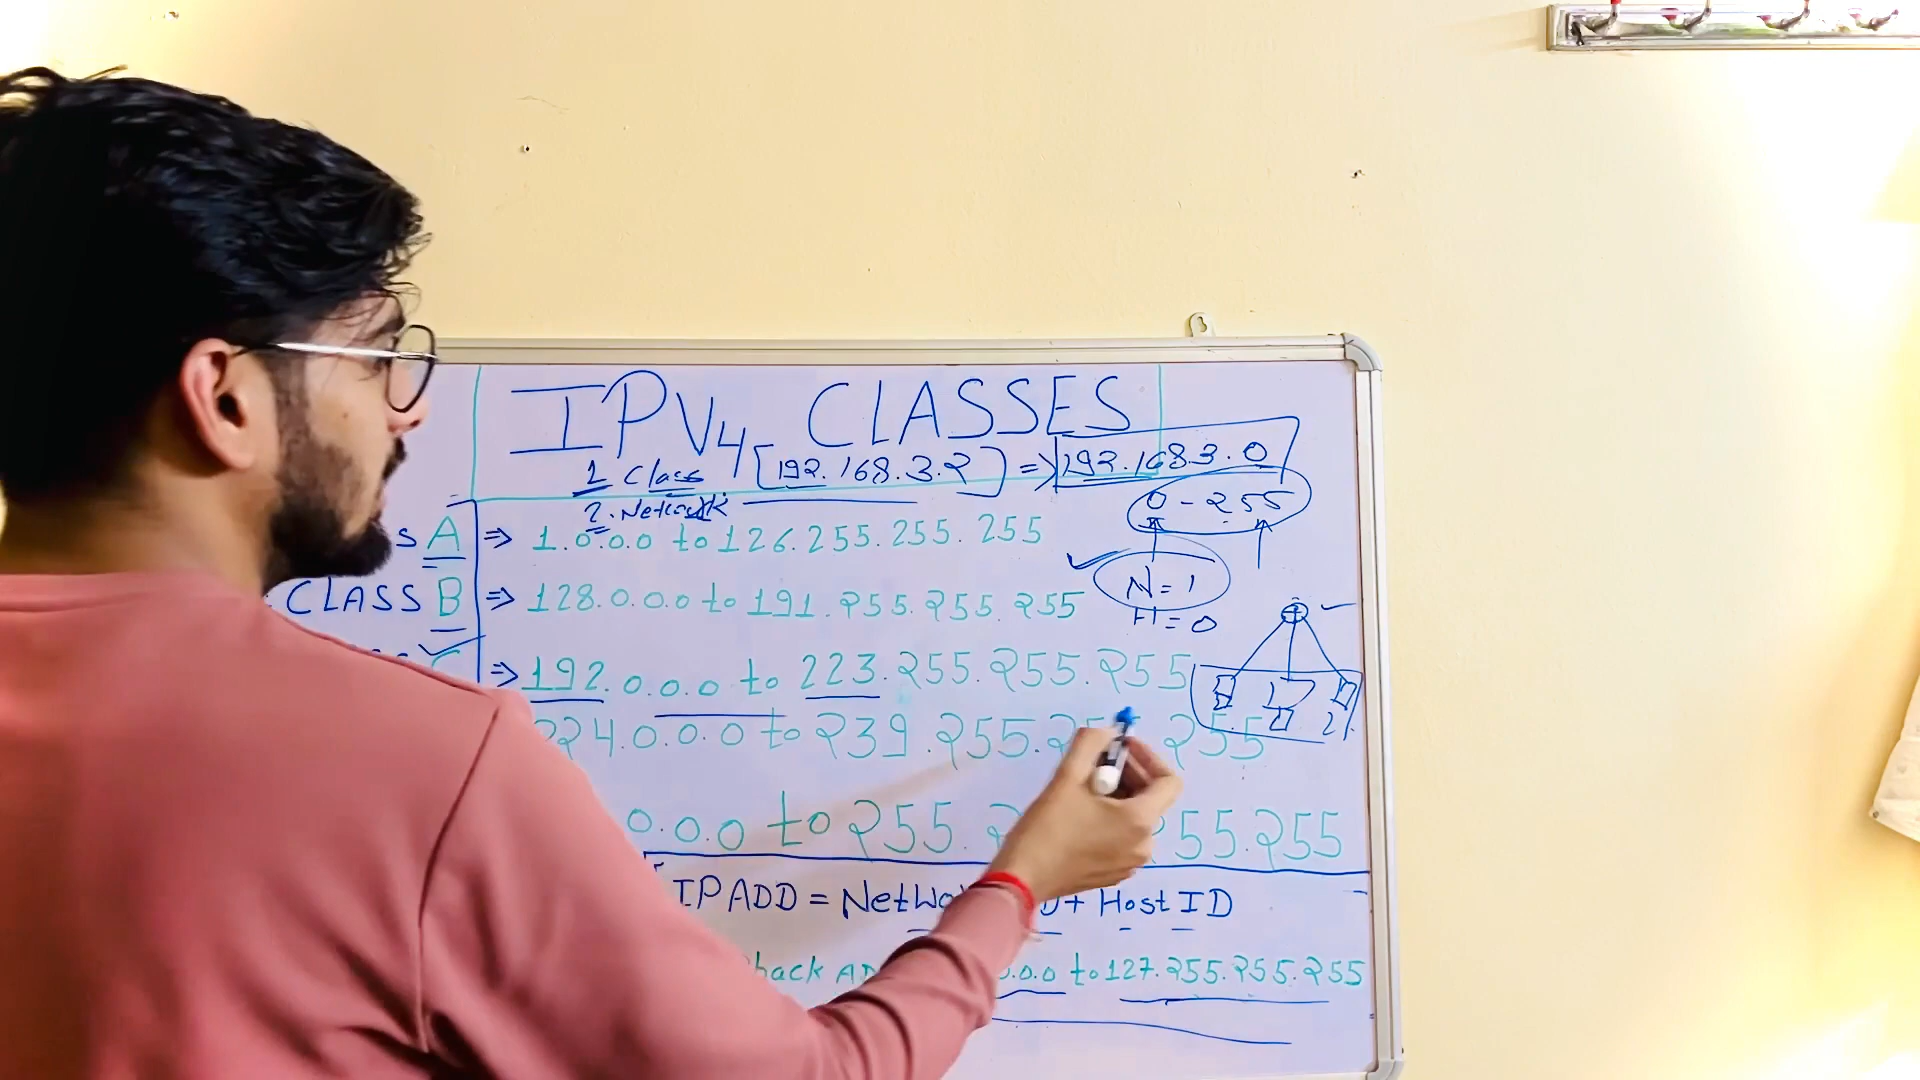 IPV4 CLASSES
1. Class [192.168.3.2] => 192.168.3.0
2. Network
0 - 255
S A => 1.0.0.0 to 126.255.255.255
N = 1
H = 0
CLASS B => 128.0.0.0 to 191.255.255.255
C => 192.0.0.0 to 223.255.255.255
224.0.0.0 to 239.255.255.255
0.0.0 to 255.255.255
IP ADD = Netwo + Host ID
back AD .0.0 to 127.255.255.255